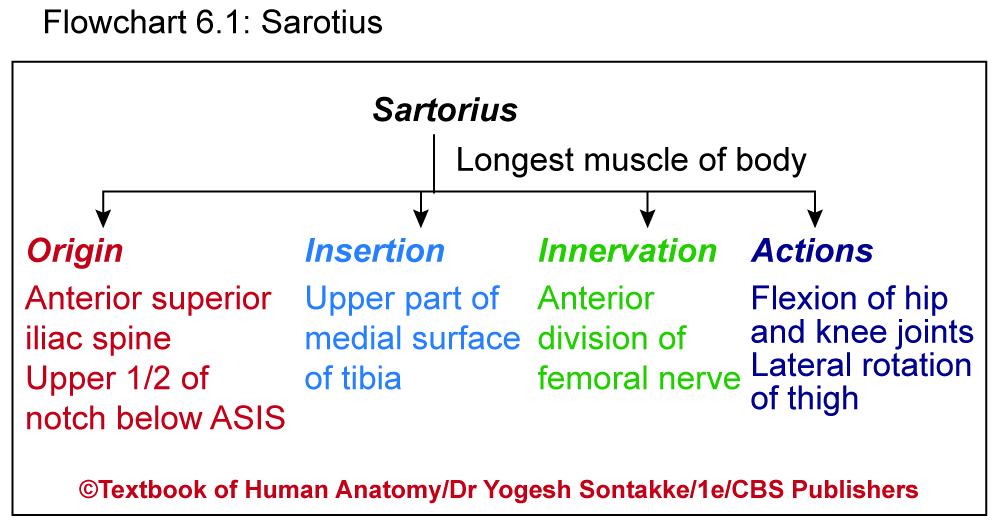 Flowchart 6.1: Sarotius
Sartorius
Longest muscle of body
Origin
Anterior superior
iliac spine
Upper 1/2 of
notch below ASIS
Insertion
Upper part of
medial surface
of tibia
Innervation
Anterior
division of
femoral nerve
Actions
Flexion of hip
and knee joints
Lateral rotation
of thigh
©Textbook of Human Anatomy/Dr Yogesh Sontakke/1e/CBS Publishers